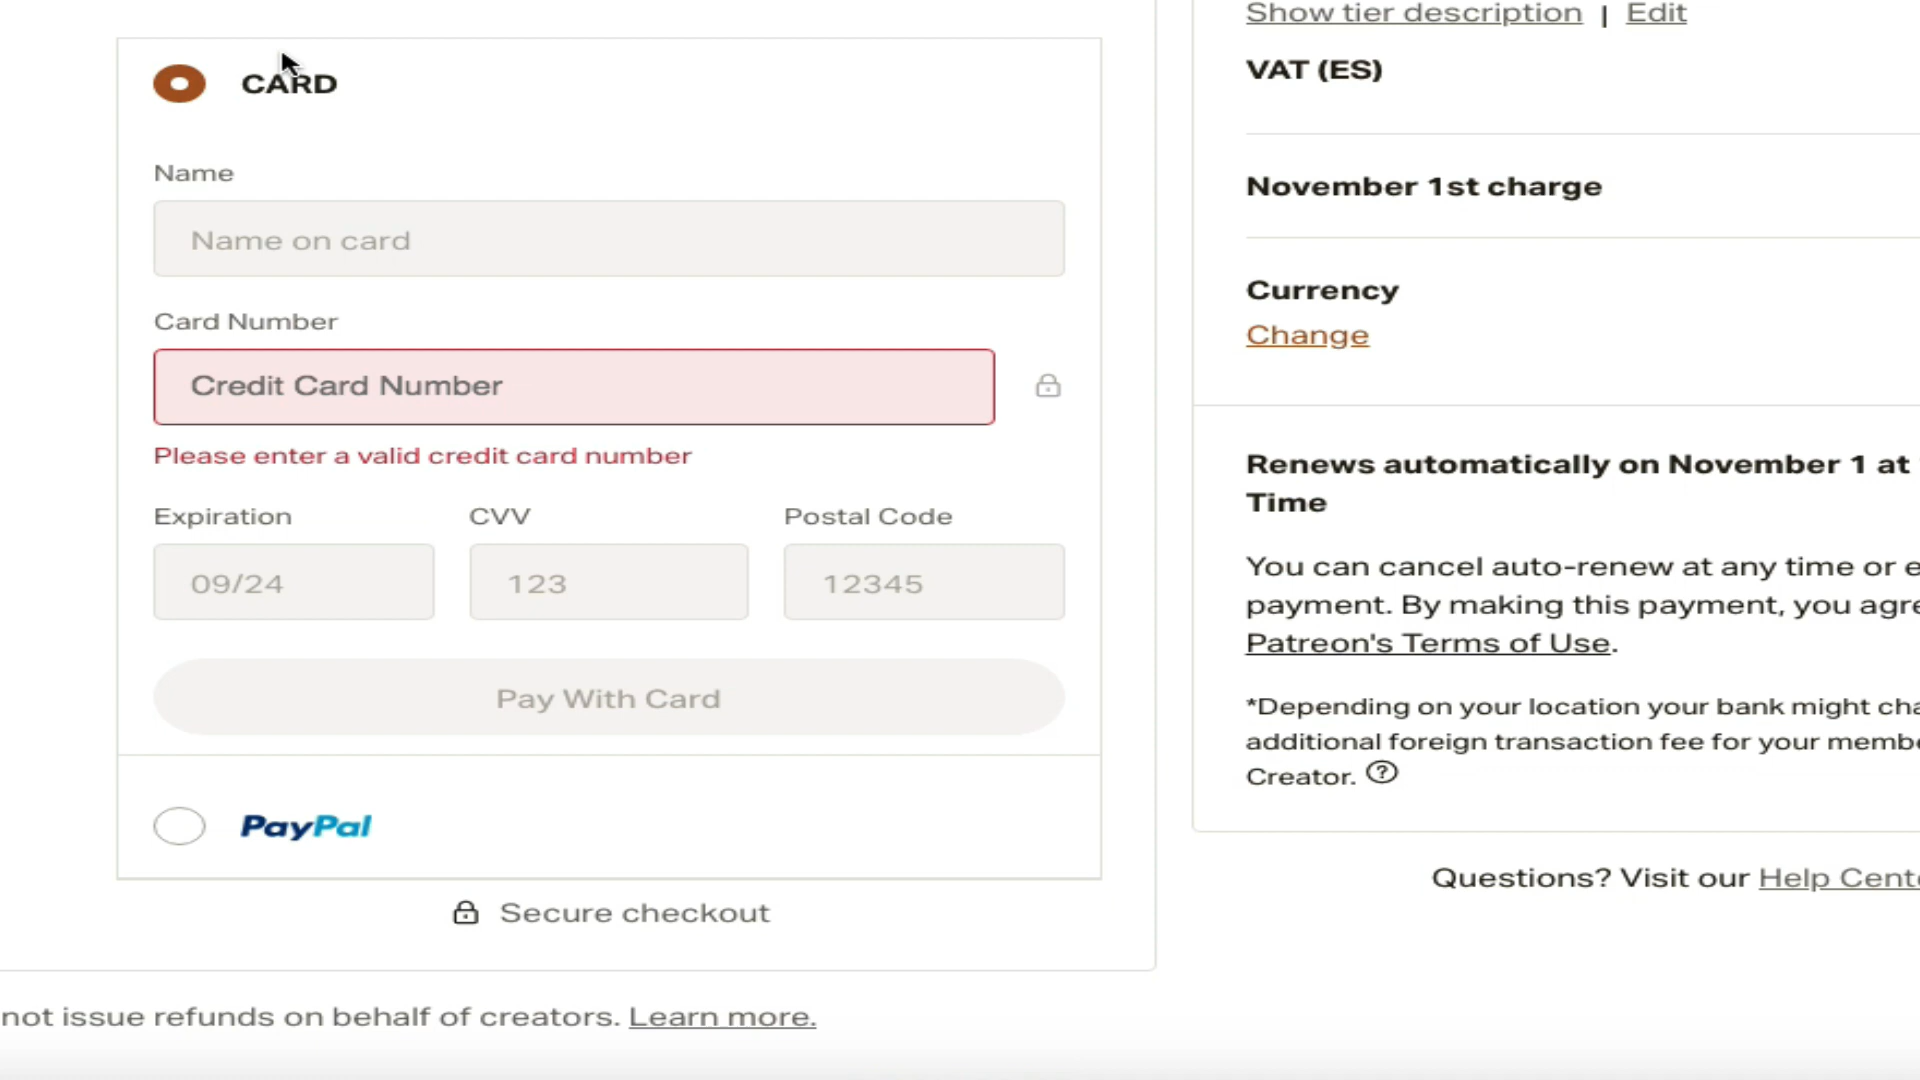 CARD
Name
Name on card
Card Number
Credit Card Number
Please enter a valid credit card number
Expiration
CVV
Postal Code
09/24
123
12345
Pay With Card
PayPal
Secure checkout
not issue refunds on behalf of creators. Learn more.
Show tier description | Edit
VAT (ES)
November 1st charge
Currency
Change
Renews automatically on November 1 at
Time
You can cancel auto-renew at any time or e
payment. By making this payment, you agre
Patreon's Terms of Use.
*Depending on your location your bank might cha
additional foreign transaction fee for your membe
Creator.
Questions? Visit our Help Cent